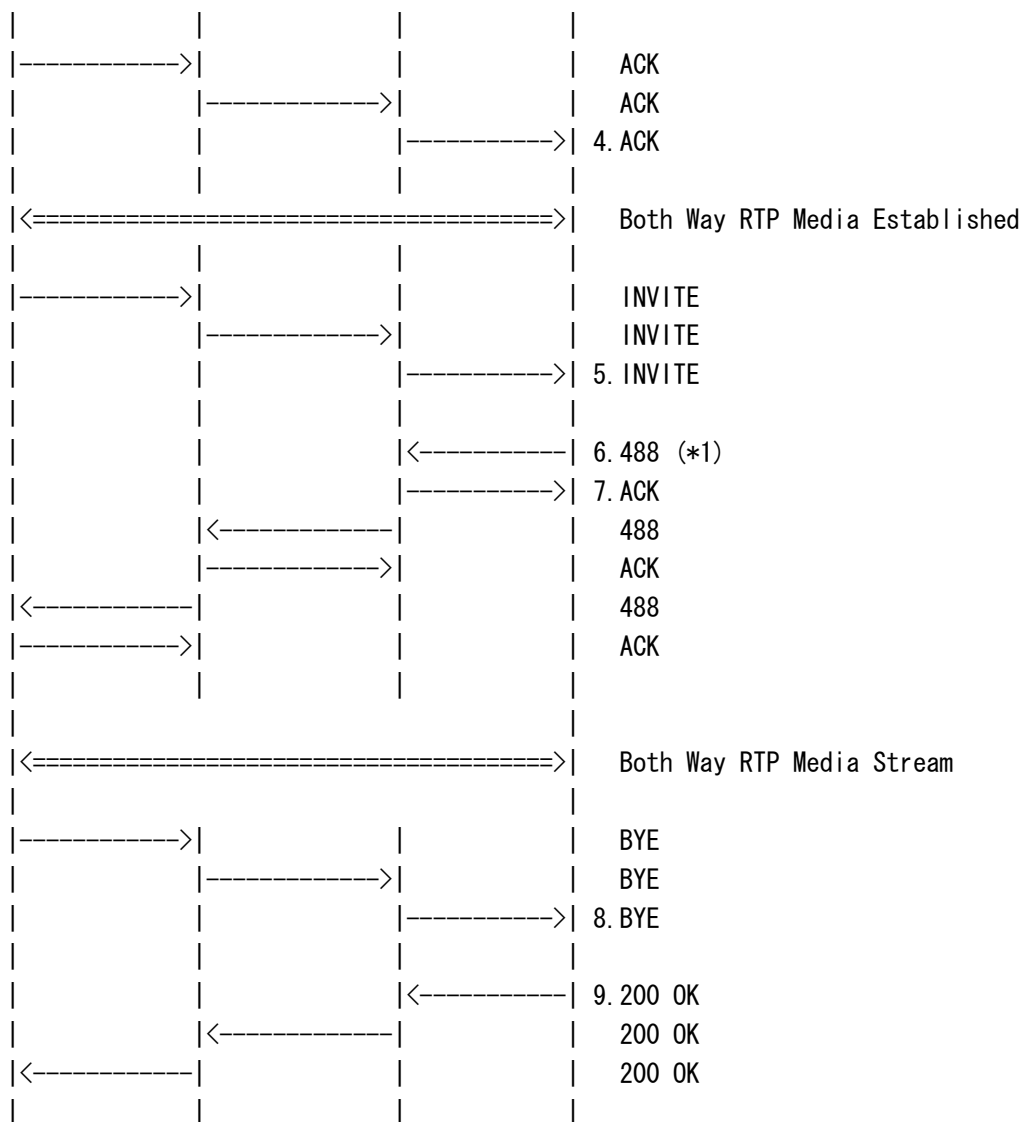 ACK
ACK
4.ACK
Both Way RTP Media Established
INVITE
INVITE
5.INVITE
6.488 (*1)
7.ACK
488
ACK
488
ACK
Both Way RTP Media Stream
BYE
BYE
8.BYE
9.200 OK
200 OK
200 OK